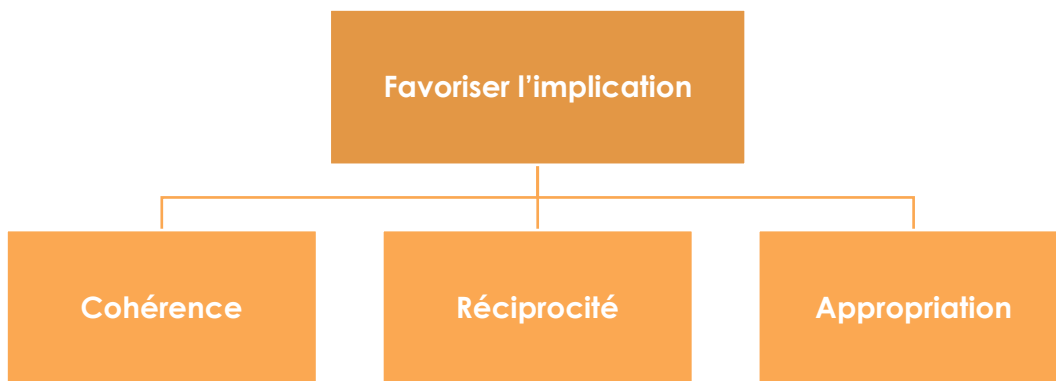 Favoriser l’implication
Cohérence
Réciprocité
Appropriation